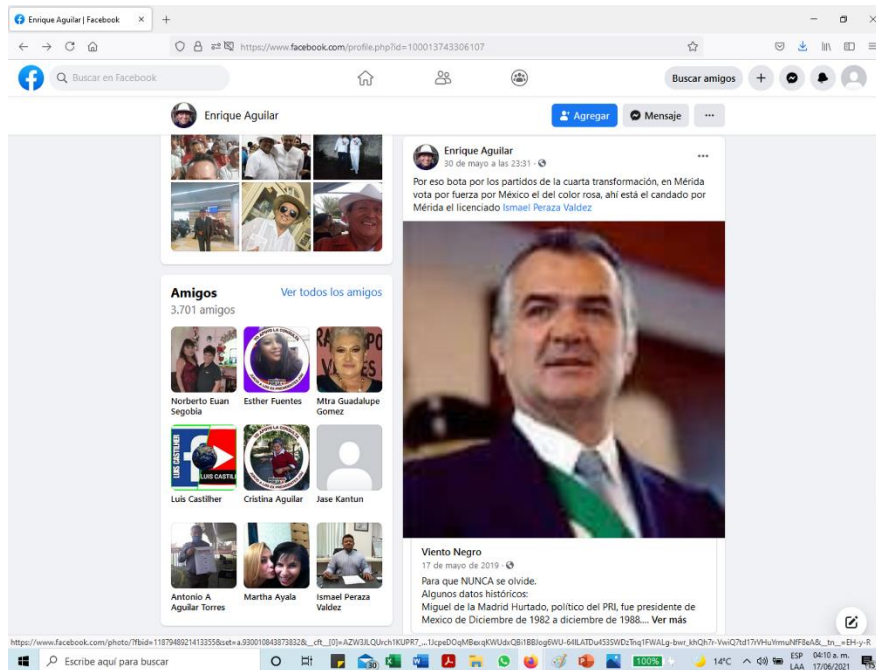 Enrique Aguilar | Facebook
https://www.facebook.com/profile.php?id=100013743306107
Buscar en Facebook
Buscar amigos
Enrique Aguilar
Agregar
Mensaje
Amigos
Ver todos los amigos
3.701 amigos
Norberto Euan Segobia
Esther Fuentes
Mtra Guadalupe Gomez
LUIS CASTILHER
Luis Castilher
Cristina Aguilar
Jase Kantun
Antonio A Aguilar Torres
Martha Ayala
Ismael Peraza Valdez
Enrique Aguilar
30 de mayo a las 23:31 ·
Por eso bota por los partidos de la cuarta transformación, en Mérida
vota por fuerza por México el del color rosa, ahí está el candado por
Mérida el licenciado Ismael Peraza Valdez
Viento Negro
17 de mayo de 2019 ·
Para que NUNCA se olvide.
Algunos datos históricos:
Miguel de la Madrid Hurtado, político del PRI, fue presidente de
Mexico de Diciembre de 1982 a diciembre de 1988.... Ver más
Escribe aquí para buscar
100%
14°C
ESP
LAA
04:10 a. m.
17/06/2021